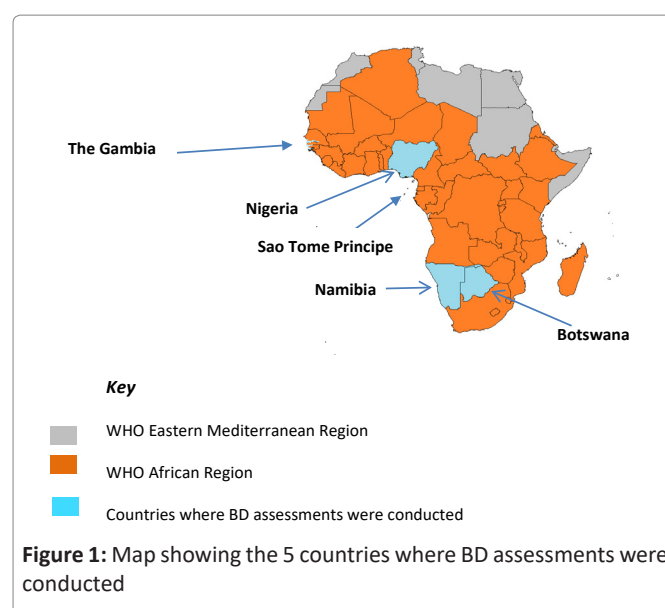 The Gambia
Nigeria
Sao Tome Principe
Namibia
Botswana
Key
WHO Eastern Mediterranean Region
WHO African Region
Countries where BD assessments were conducted
Figure 1: Map showing the 5 countries where BD assessments were
conducted